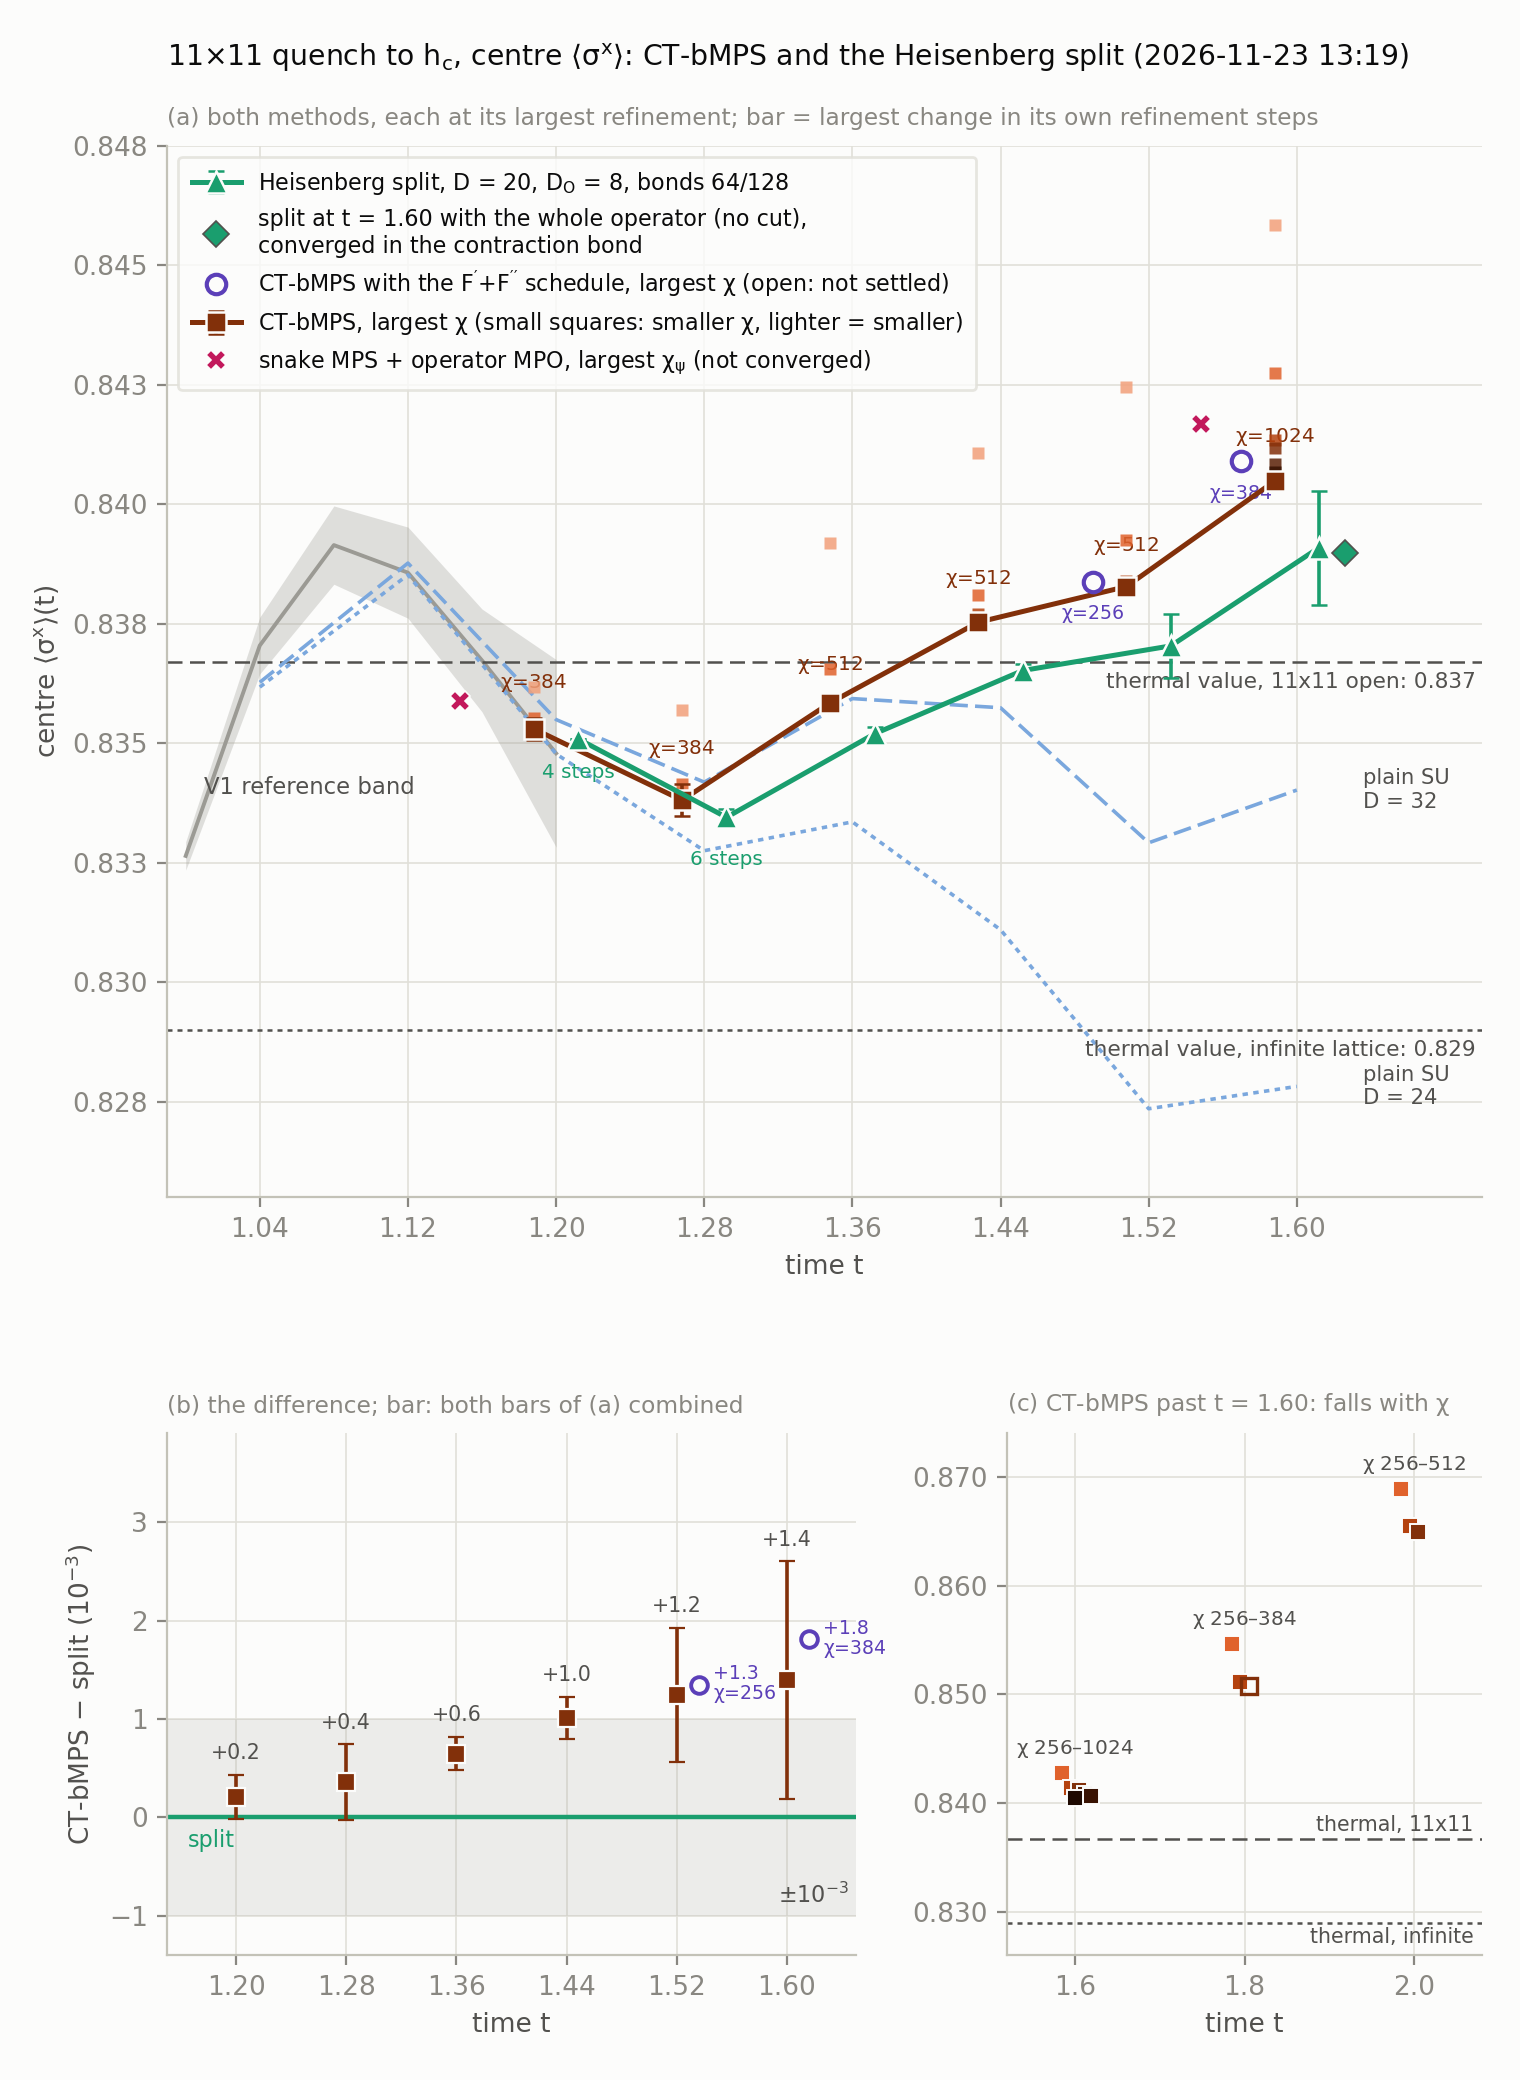 11×11 quench to h_c, centre ⟨σ^x⟩: CT-bMPS and the Heisenberg split (2026-11-23 13:19)
(a) both methods, each at its largest refinement; bar = largest change in its own refinement steps
Heisenberg split, D = 20, D_O = 8, bonds 64/128
split at t = 1.60 with the whole operator (no cut),
converged in the contraction bond
CT-bMPS with the F′+F′′ schedule, largest χ (open: not settled)
CT-bMPS, largest χ (small squares: smaller χ, lighter = smaller)
snake MPS + operator MPO, largest χ_ψ (not converged)
0.848
0.845
0.843
0.840
0.838
0.835
0.833
0.830
0.828
centre ⟨σ^x⟩(t)
χ=1024
χ=384
χ=512
χ=256
χ=512
χ=512
χ=384
χ=384
thermal value, 11x11 open: 0.837
4 steps
6 steps
V1 reference band
plain SU
D = 32
thermal value, infinite lattice: 0.829
plain SU
D = 24
1.04
1.12
1.20
1.28
1.36
1.44
1.52
1.60
time t
(b) the difference; bar: both bars of (a) combined
3
2
1
0
−1
CT-bMPS − split (10⁻³)
+0.2
+0.4
+0.6
+1.0
+1.2
+1.4
+1.3
χ=256
+1.8
χ=384
split
±10⁻³
1.20
1.28
1.36
1.44
1.52
1.60
time t
(c) CT-bMPS past t = 1.60: falls with χ
0.870
0.860
0.850
0.840
0.830
χ 256–512
χ 256–384
χ 256–1024
thermal, 11x11
thermal, infinite
1.6
1.8
2.0
time t